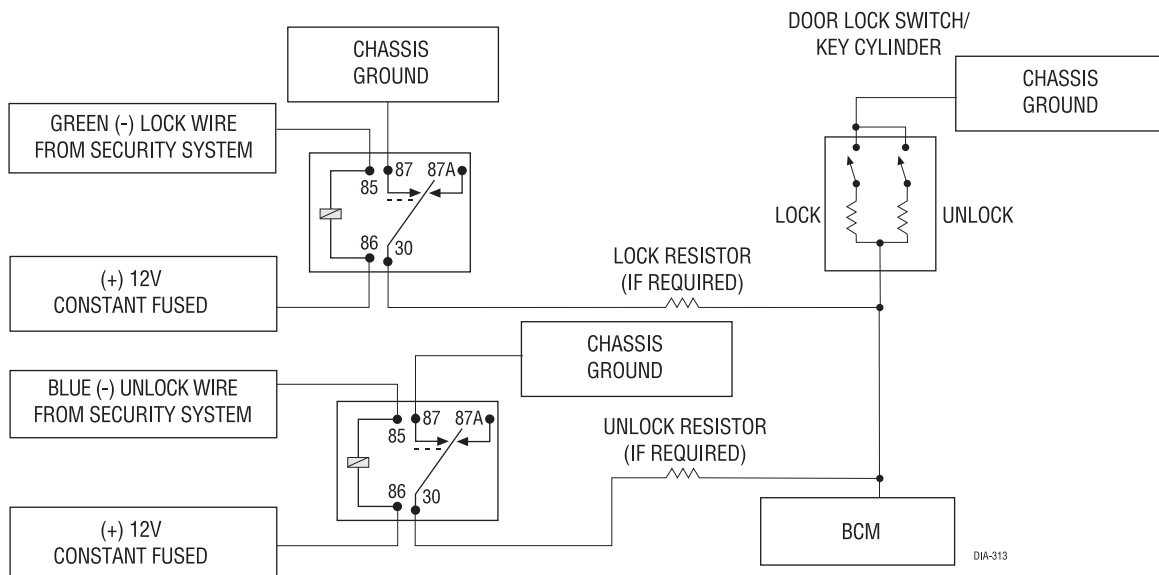 DOOR LOCK SWITCH/
KEY CYLINDER
CHASSIS
GROUND
CHASSIS
GROUND
GREEN (-) LOCK WIRE
FROM SECURITY SYSTEM
87
87A
85
86
30
LOCK
UNLOCK
(+) 12V
CONSTANT FUSED
LOCK RESISTOR
(IF REQUIRED)
CHASSIS
GROUND
BLUE (-) UNLOCK WIRE
FROM SECURITY SYSTEM
87
87A
85
86
30
UNLOCK RESISTOR
(IF REQUIRED)
(+) 12V
CONSTANT FUSED
BCM
DIA-313